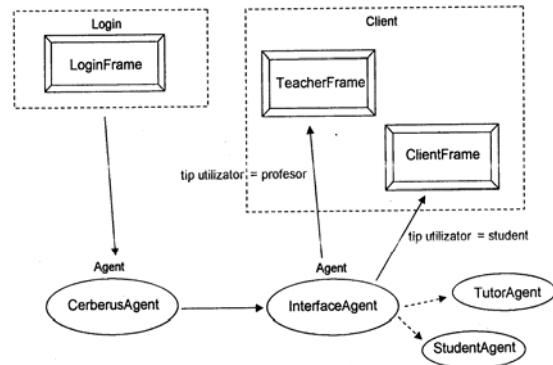 Login
Client
LoginFrame
TeacherFrame
ClientFrame
tip utilizator = profesor
tip utilizator = student
Agent
Agent
CerberusAgent
InterfaceAgent
TutorAgent
StudentAgent